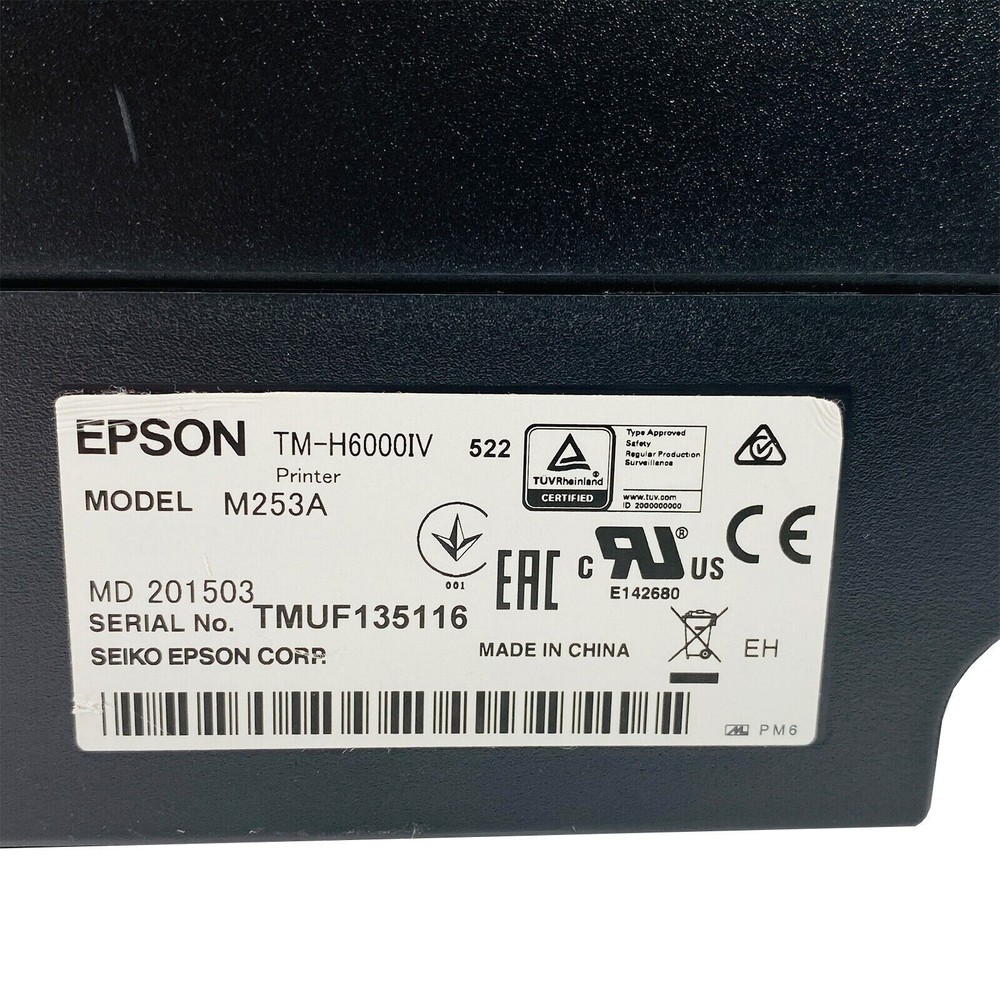 EPSON TM-H6000IV 522
Printer
MODEL M253A
TÜVRheinland®
CERTIFIED
Type Approved
Safety
Regular Production
Surveillance
www.tuv.com
ID 2000000000
001
EAC
c RU® US
E142680
CE
MD 201503
SERIAL No. TMUF135116
SEIKO EPSON CORP.
MADE IN CHINA
EH
PM6